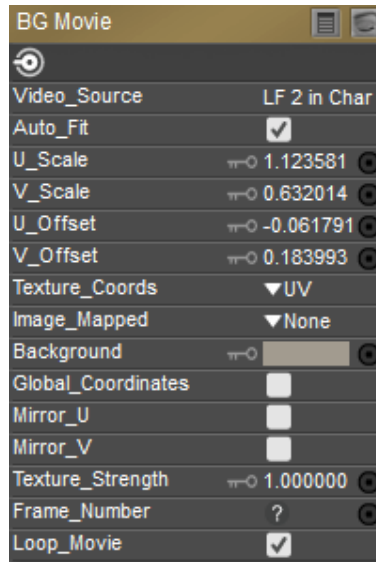 BG Movie
Video_Source LF 2 in Char
Auto_Fit
U_Scale 1.123581
V_Scale 0.632014
U_Offset -0.061791
V_Offset 0.183993
Texture_Coords ▼UV
Image_Mapped ▼None
Background
Global_Coordinates
Mirror_U
Mirror_V
Texture_Strength 1.000000
Frame_Number ?
Loop_Movie